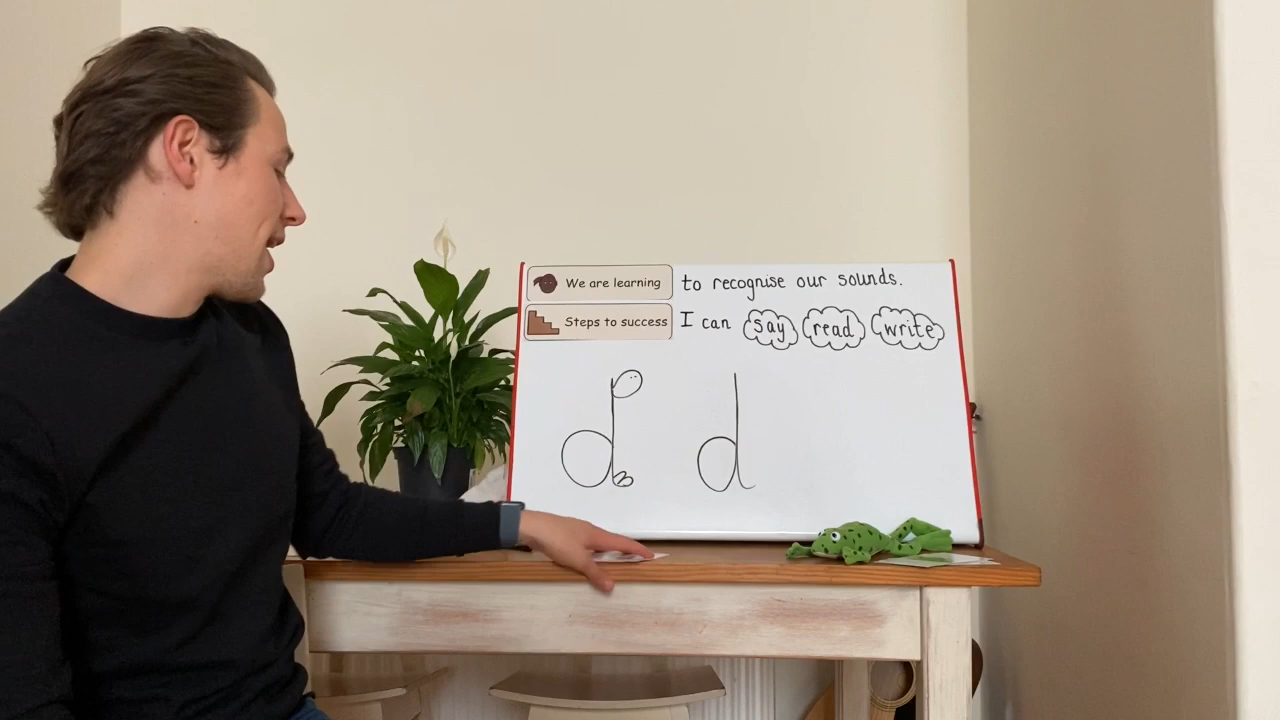 We are learning to recognise our sounds.
Steps to success I can say read write
d d